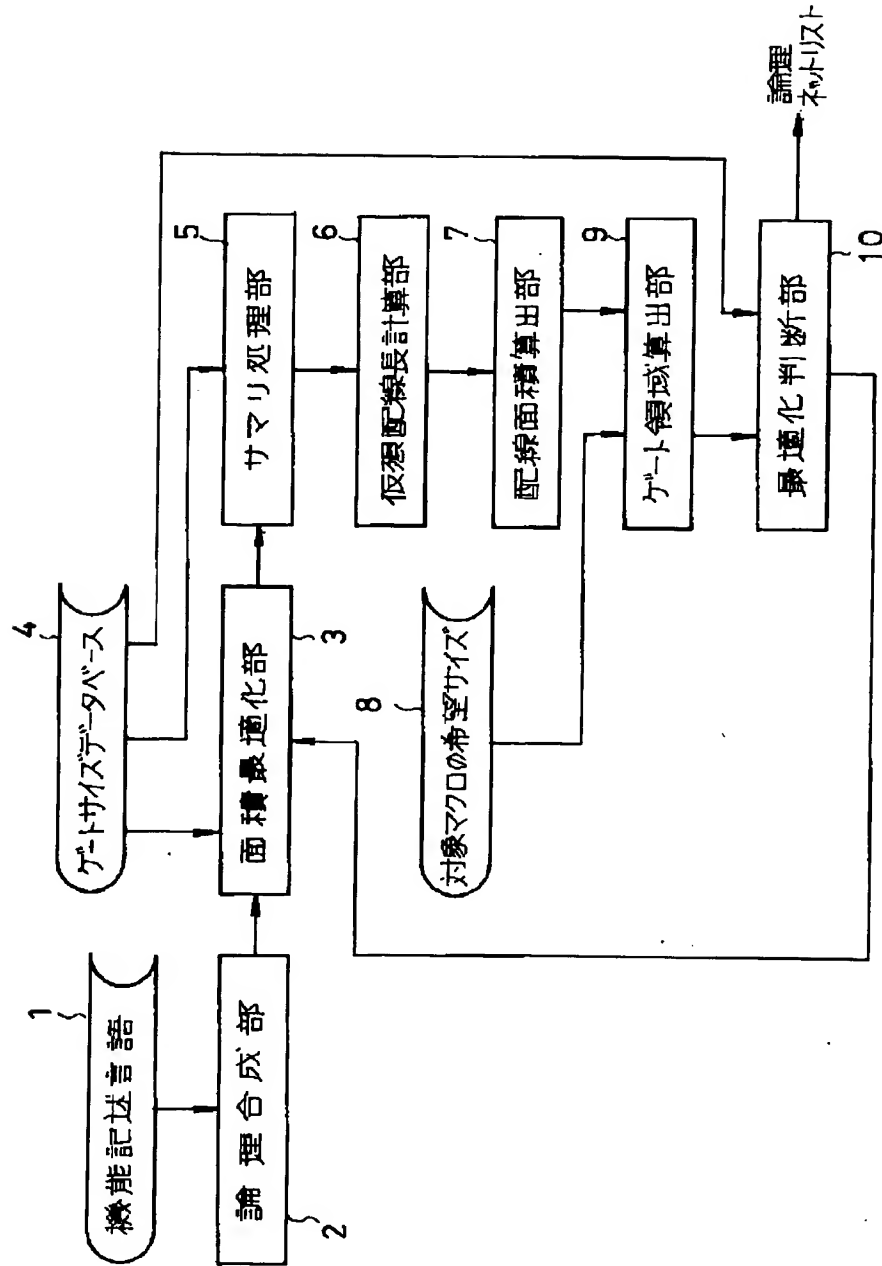 1
機能記述言語
2
論理合成部
4
ゲートサイズデータベース
3
面積最適化部
5
サマリ処理部
6
仮想配線長計算部
7
配線面積算出部
8
対象マクロの希望サイズ
9
ゲート領域算出部
10
最適化判断部
論理
ネットリスト